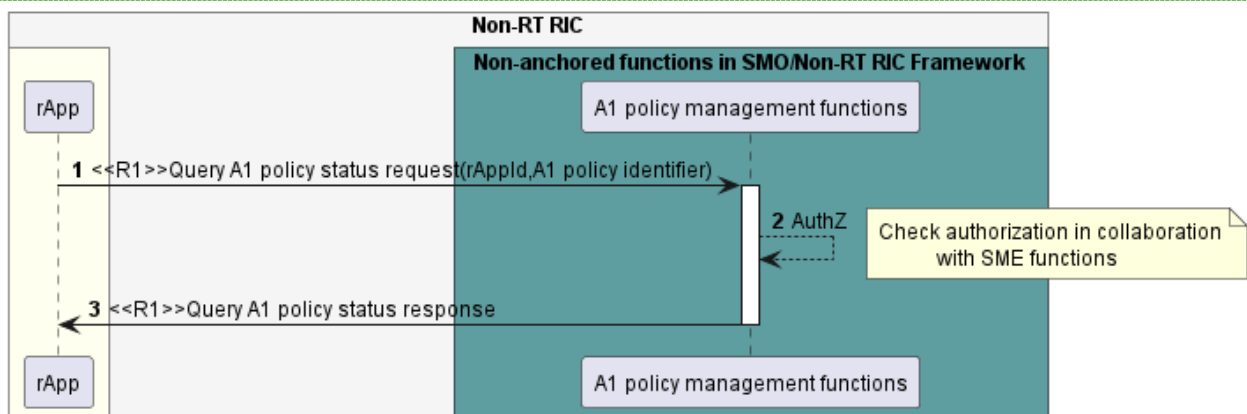 Non-RT RIC
Non-anchored functions in SMO/Non-RT RIC Framework
rApp
A1 policy management functions
1 <<R1>>Query A1 policy status request(rAppId,A1 policy identifier)
2 AuthZ
Check authorization in collaboration
with SME functions
3 <<R1>>Query A1 policy status response
rApp
A1 policy management functions